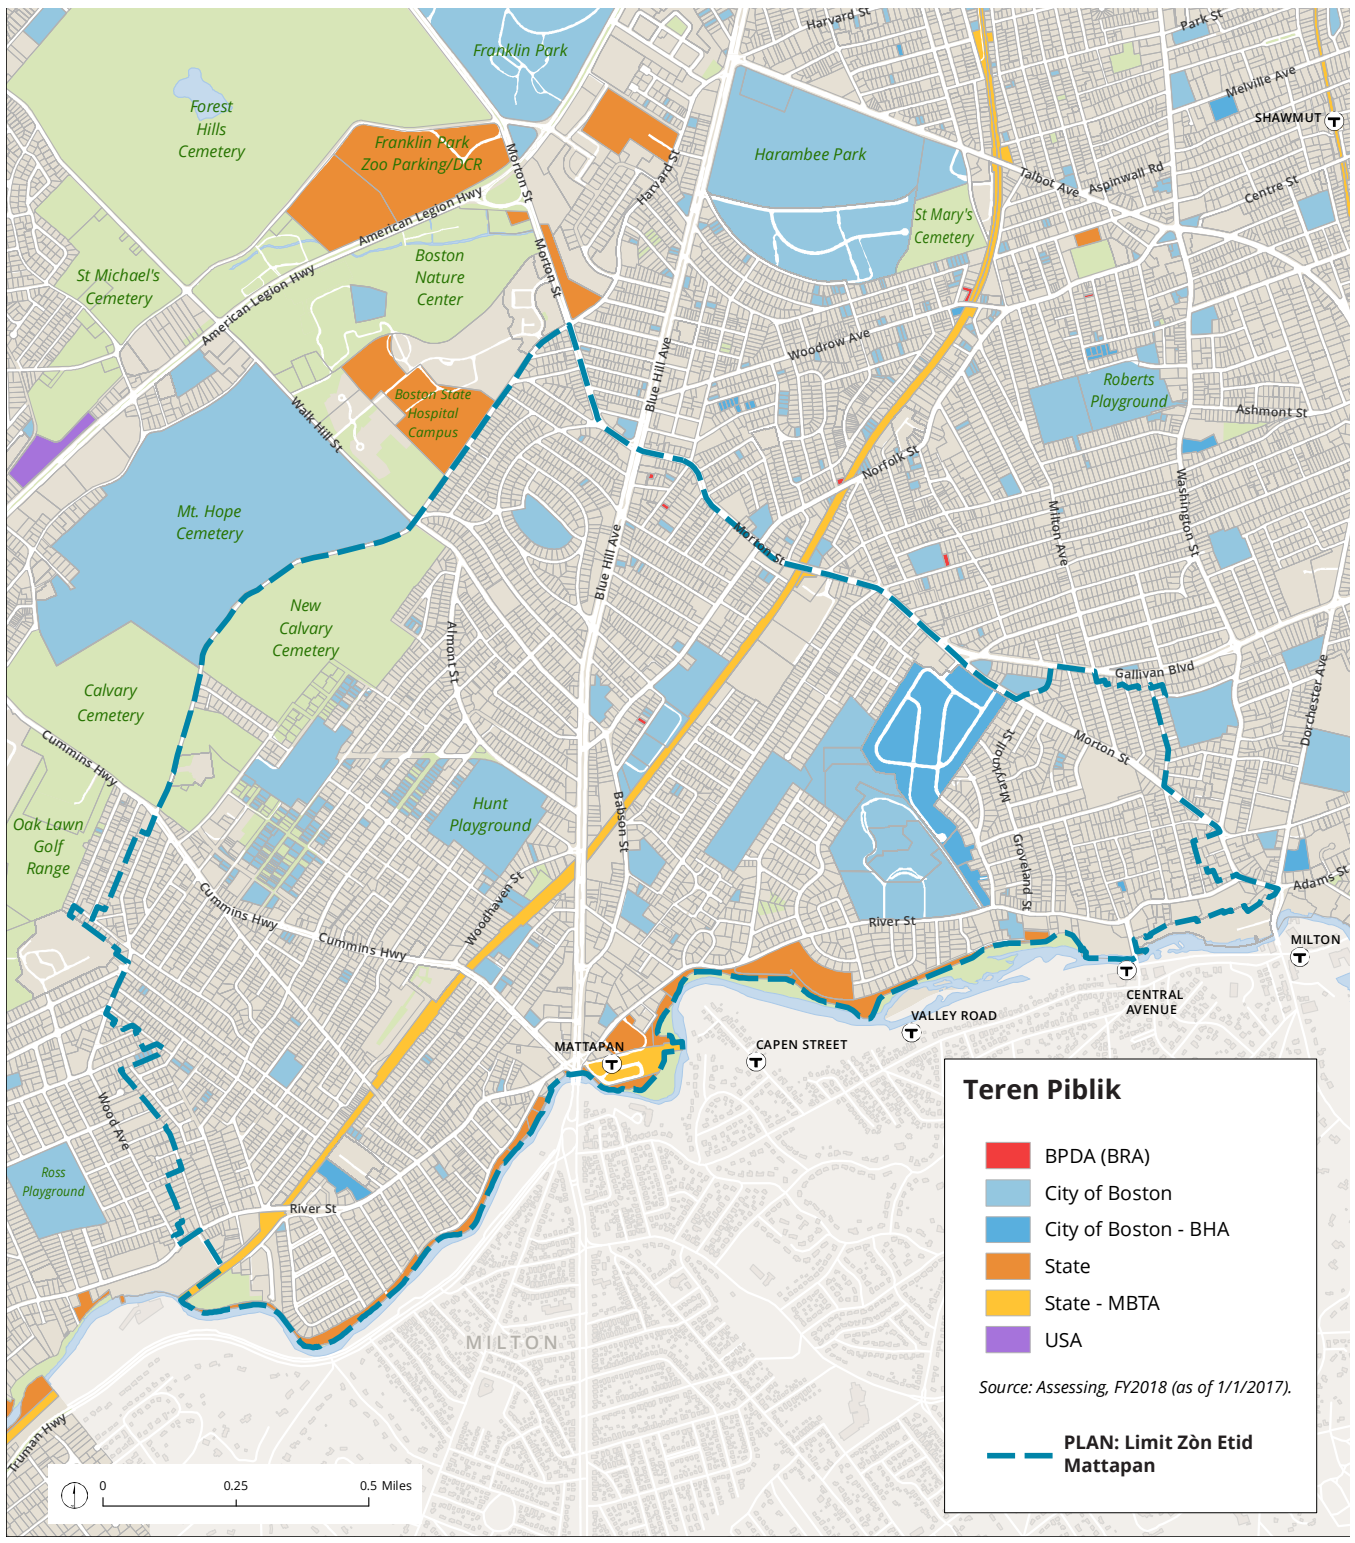 Harvard St
Park St
Franklin Park
Melville Ave
Forest
Hills
Cemetery
SHAWMUT
T
Franklin Park
Zoo Parking/DCR
Morton St
Harvard St
Harambee Park
Talbot Ave
Aspinwall Rd
Centre St
American Legion Hwy
St Mary's
Cemetery
Boston
Nature
Center
Morton St
St Michael's
Cemetery
American Legion Hwy
Woodrow Ave
Blue Hill Ave
Roberts
Playground
Ashmont St
Boston State
Hospital
Campus
Walk Hill St
Norfolk St
Washington St
Mt. Hope
Cemetery
Milton Ave
Morton St
Blue Hill Ave
New
Calvary
Cemetery
Almont St
Gallivan Blvd
Dorchester Ave
Calvary
Cemetery
Cummins Hwy
Morton St
Maryknoll St
Hunt
Playground
Babson St
Oak Lawn
Golf
Range
Groveland St
Adams St
Woodhaven St
Cummins Hwy
Cummins Hwy
River St
MILTON
T
T
CENTRAL
AVENUE
VALLEY ROAD
T
MATTAPAN
T
CAPEN STREET
T
Wood Ave
Ross
Playground
River St
MILTON
Truman Hwy
Teren Piblik
BPDA (BRA)
City of Boston
City of Boston - BHA
State
State - MBTA
USA
Source: Assessing, FY2018 (as of 1/1/2017).
PLAN: Limit Zòn Etid
Mattapan
0 0.25 0.5 Miles